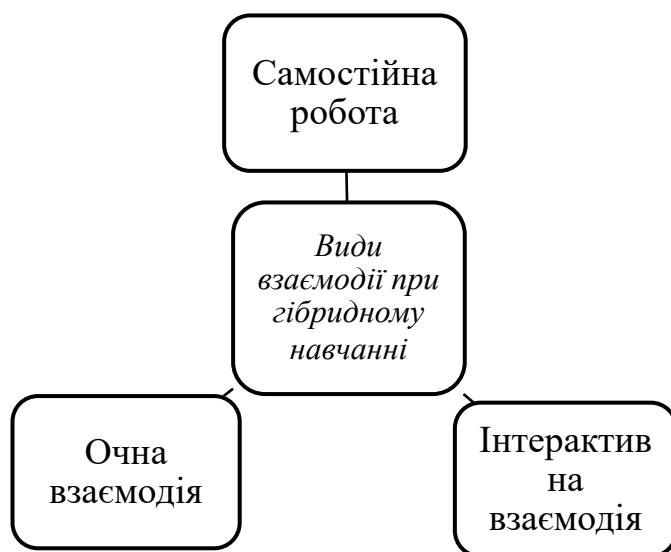 Самостійна
робота
Види
взаємодії при
гібридному
навчанні
Очна
взаємодія
Інтерактив
на
взаємодія